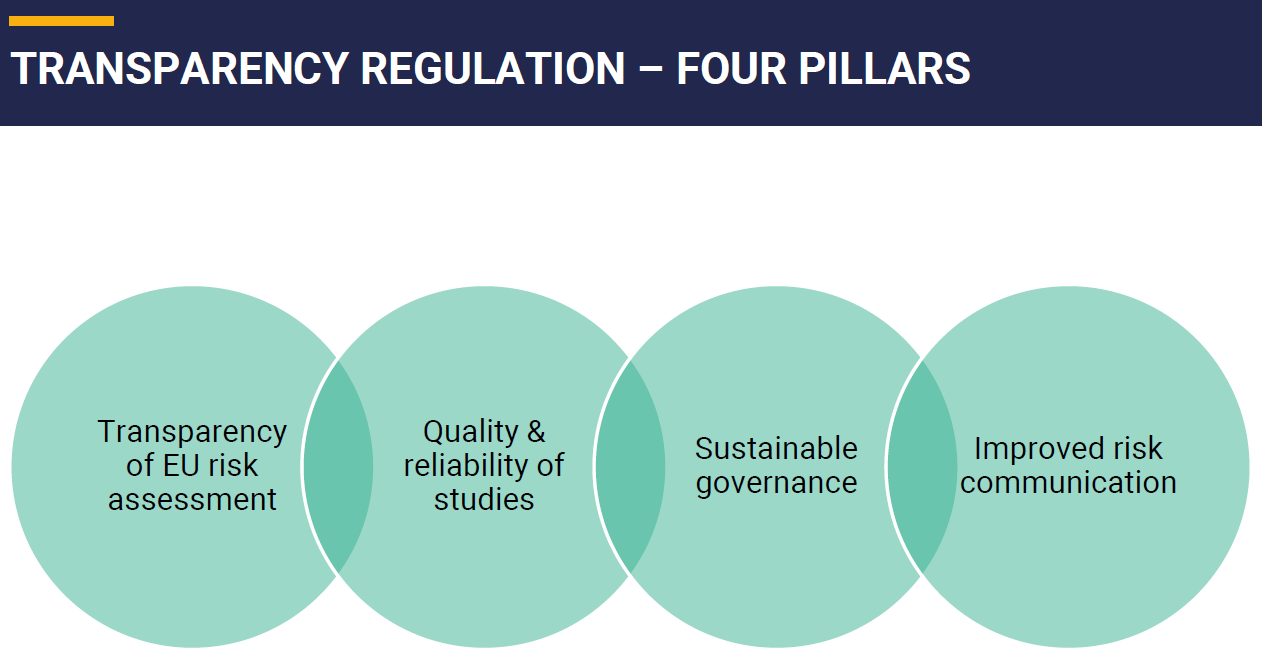 TRANSPARENCY REGULATION – FOUR PILLARS
Transparency
of EU risk
assessment
Quality &
reliability of
studies
Sustainable
governance
Improved risk
communication